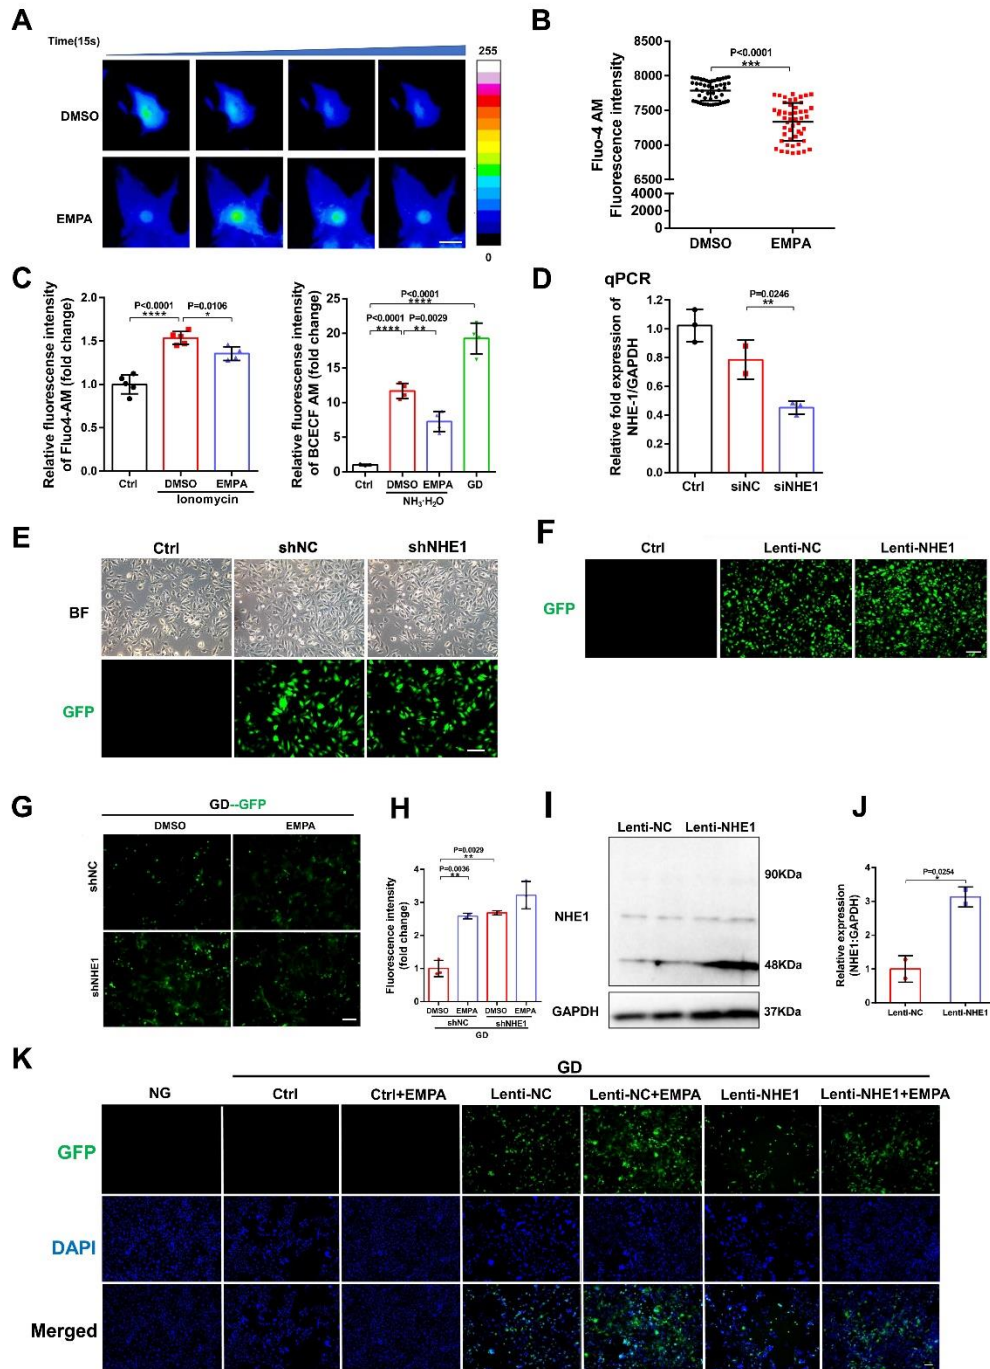 A
Time(15s)
255
DMSO
EMPA
0
B
8500
P<0.0001
***
8000
7500
7000
6500
4000
2000
0
Fluo-4 AM
Fluorescence intensity
DMSO EMPA
C
Relative fluorescense intensity
of Fluo4-AM (fold change)
2.0
1.5
1.0
0.5
0.0
P<0.0001 P=0.0106
**** *
Ctrl DMSO EMPA
Ionomycin
Relative fluorescense intensity
of BCECF AM (fold change)
30
25
20
15
10
5
0
P<0.0001
****
P<0.0001 P=0.0029
**** **
Ctrl DMSO EMPA GD
NH₃·H₂O
D
qPCR
Relative fold expression of
NHE-1/GAPDH
1.2
1.0
0.8
0.6
0.4
0.2
0.0
P=0.0246
**
Ctrl siNC siNHE1
E
Ctrl shNC shNHE1
BF
GFP
F
Ctrl Lenti-NC Lenti-NHE1
GFP
G
GD--GFP
DMSO EMPA
shNC
shNHE1
H
Fluorescence intensity
(fold change)
4
3
2
1
0
P=0.0029
**
P=0.0036
**
DMSO EMPA DMSO EMPA
shNC shNHE1
GD
I
Lenti-NC Lenti-NHE1
90KDa
NHE1
48KDa
GAPDH
37KDa
J
Relative expression
(NHE1:GAPDH)
4
3
2
1
0
P=0.0254
*
Lenti-NC Lenti-NHE1
K
GD
NG Ctrl Ctrl+EMPA Lenti-NC Lenti-NC+EMPA Lenti-NHE1 Lenti-NHE1+EMPA
GFP
DAPI
Merged